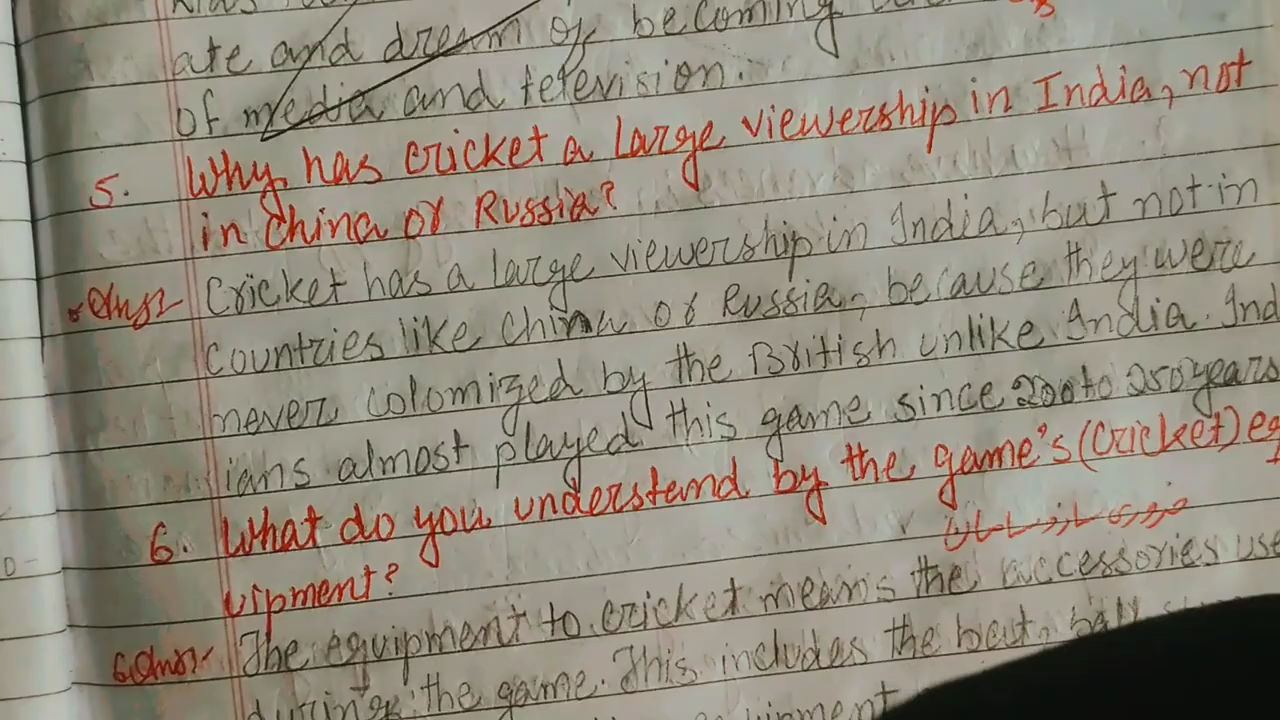 ate and dream of becoming
of media and television.
5. Why has cricket a large viewership in India, not
in China or Russia?
Ans:- Cricket has a large viewership in India, but not in
countries like China or Russia, because they were
never colomized by the British unlike India. Ind
ians almost played this game since 200 to 250 years
6. What do you understand by the game's (Cricket) eq
uipment?
6 Ans:- The equipment to cricket means the accessories use
during the game. This includes the bat, ball